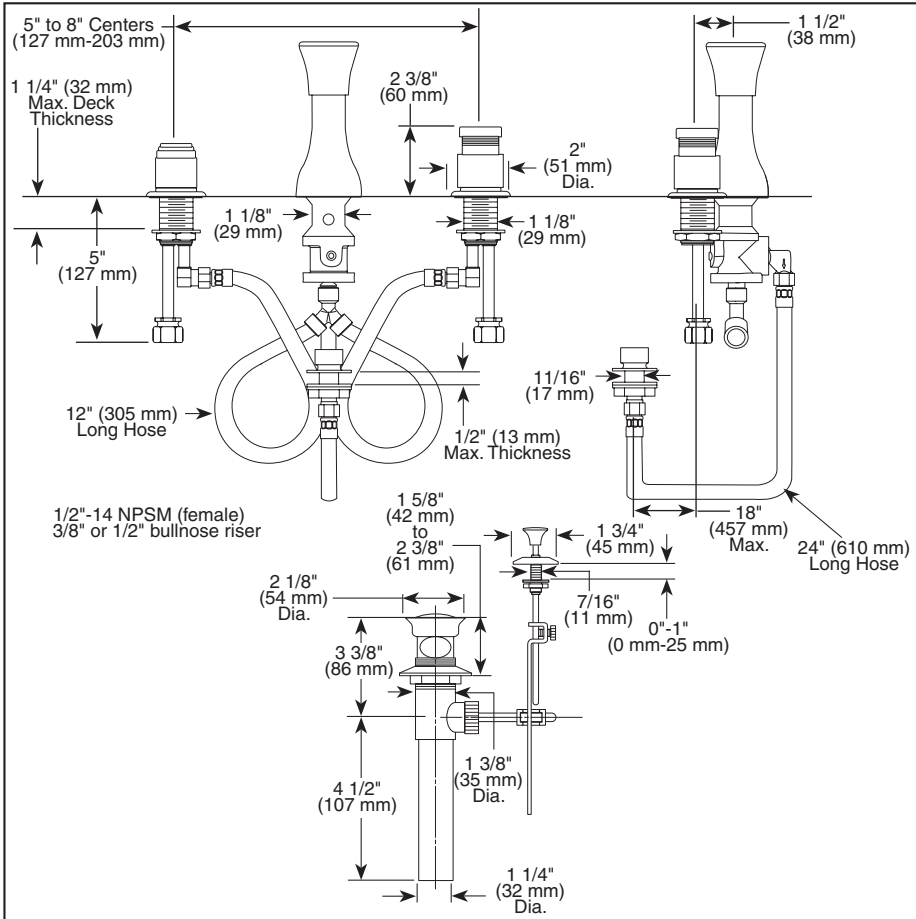 5" to 8" Centers
(127 mm-203 mm)
1 1/2"
(38 mm)
1 1/4" (32 mm)
Max. Deck
Thickness
2 3/8"
(60 mm)
2"
(51 mm)
Dia.
1 1/8"
(29 mm)
1 1/8"
(29 mm)
5"
(127 mm)
11/16"
(17 mm)
12" (305 mm)
Long Hose
1/2" (13 mm)
Max. Thickness
1/2"-14 NPSM (female)
3/8" or 1/2" bullnose riser
1 5/8"
(42 mm)
to
2 3/8"
(61 mm)
1 3/4"
(45 mm)
18"
(457 mm)
Max.
24" (610 mm)
Long Hose
2 1/8"
(54 mm)
Dia.
7/16"
(11 mm)
0"-1"
(0 mm-25 mm)
3 3/8"
(86 mm)
1 3/8"
(35 mm)
Dia.
4 1/2"
(107 mm)
1 1/4"
(32 mm)
Dia.